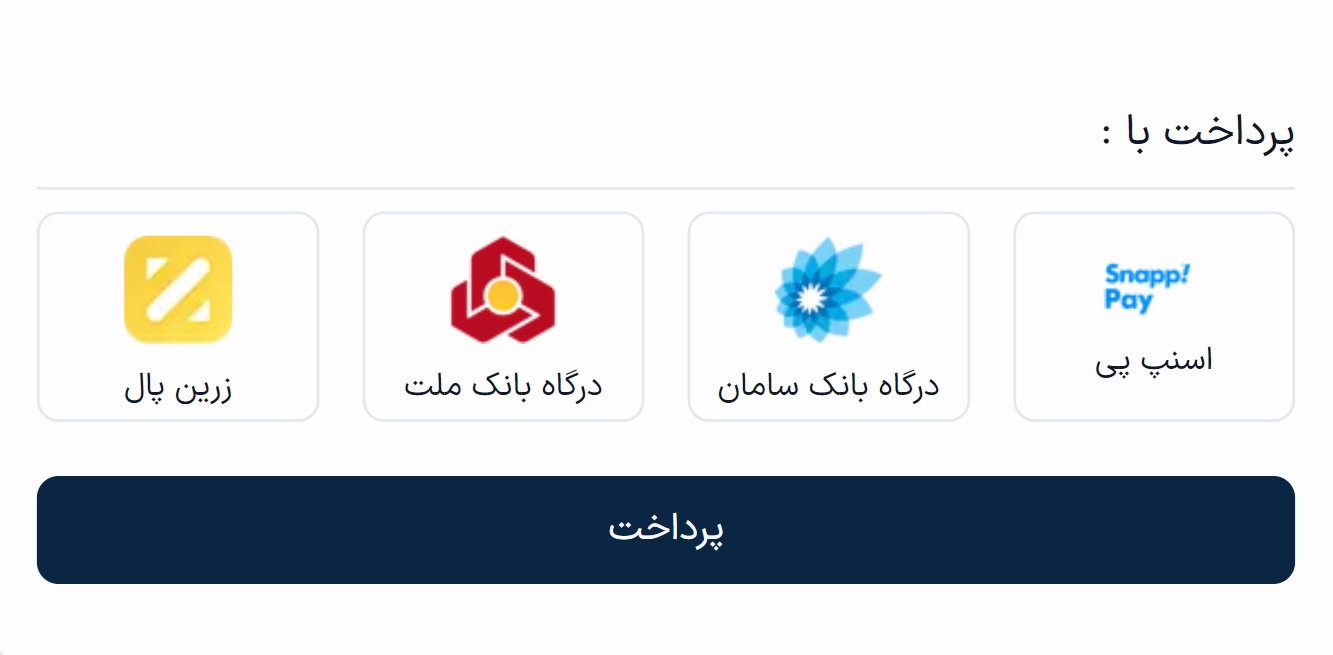 پرداخت با :
Snapp!
Pay
اسنپ پی
درگاه بانک سامان
درگاه بانک ملت
زرین پال
پرداخت